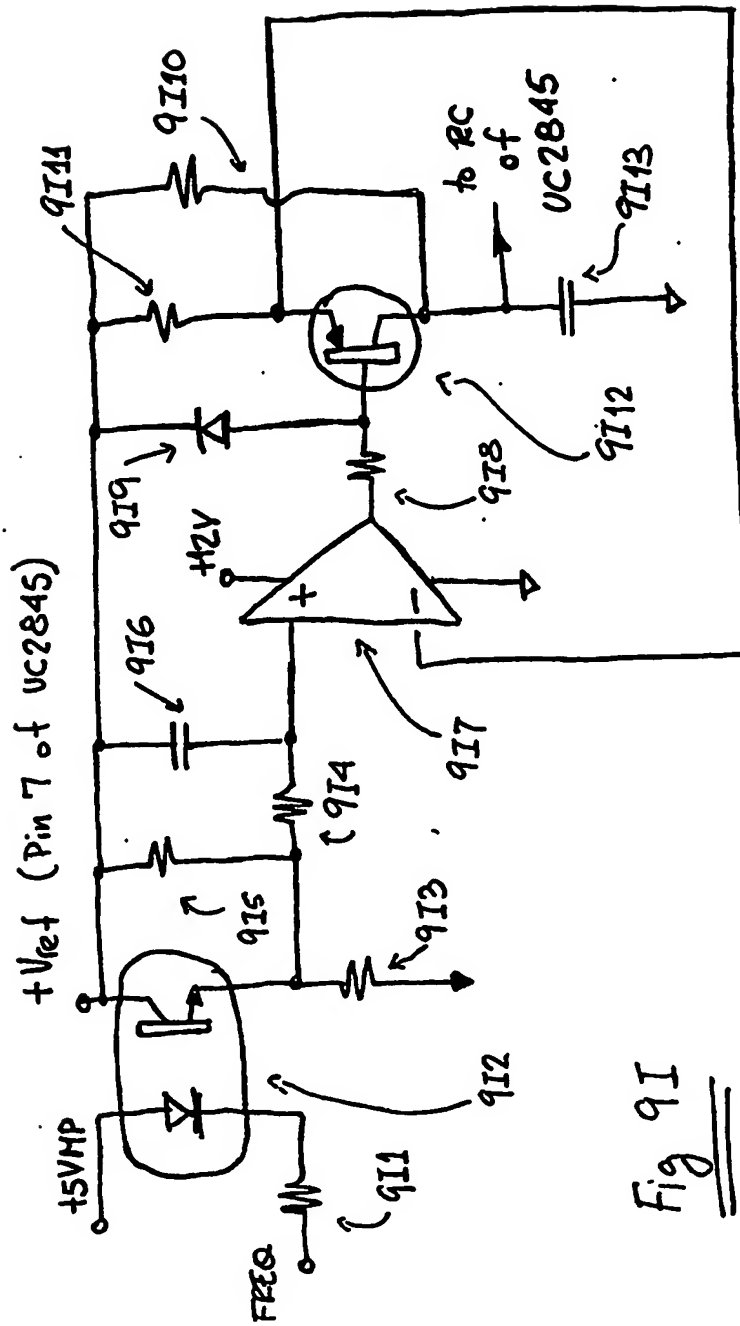 +Vref (Pin 7 of UC2845)
+5VMP
FREQ
9I1
9I2
9I3
9I4
9I5
9I6
9I7
+12V
+
-
9I8
9I9
9I10
9I11
9I12
9I13
to RC
of
UC2845
Fig 9I